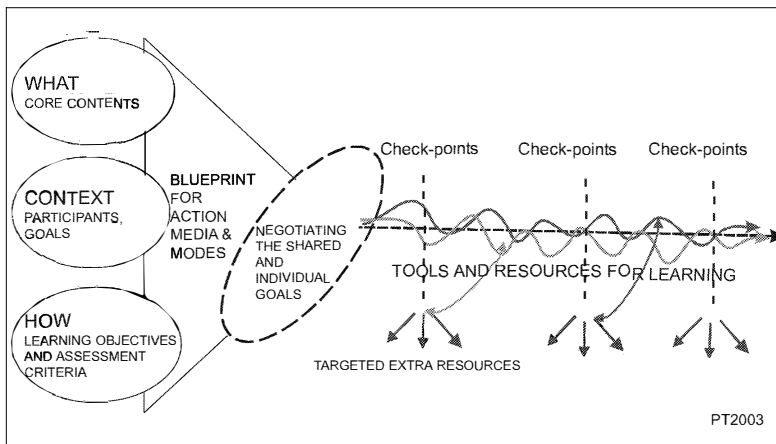 WHAT
CORE CONTENTS
CONTEXT
PARTICIPANTS,
GOALS
HOW
LEARNING OBJECTIVES
AND ASSESSMENT
CRITERIA
BLUEPRINT
FOR
ACTION
MEDIA &
MODES
NEGOTIATING
THE SHARED
AND
INDIVIDUAL
GOALS
Check-points
Check-points
Check-points
TOOLS AND RESOURCES FOR LEARNING
TARGETED EXTRA RESOURCES
PT2003